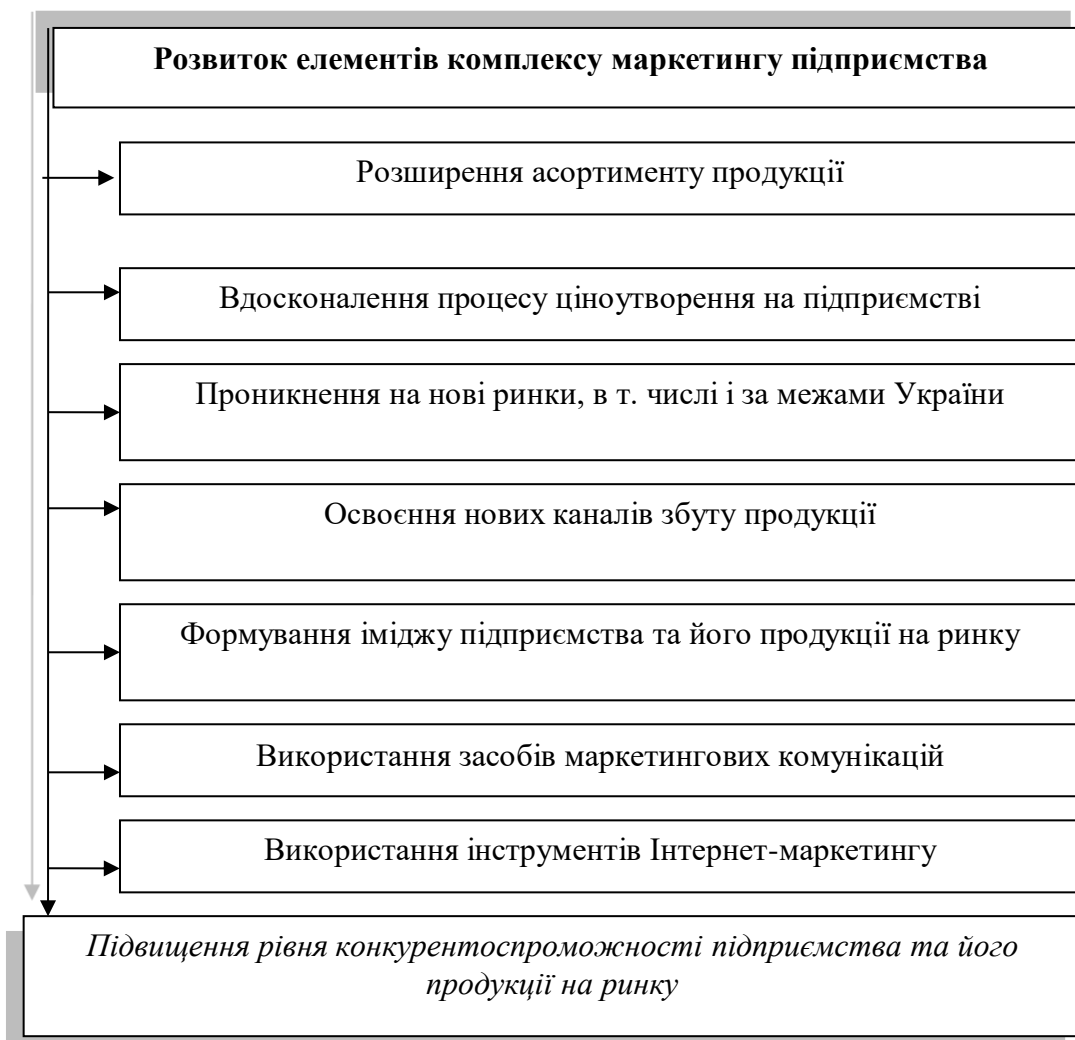 Розвиток елементів комплексу маркетингу підприємства
Розширення асортименту продукції
Вдосконалення процесу ціноутворення на підприємстві
Проникнення на нові ринки, в т. числі і за межами України
Освоєння нових каналів збуту продукції
Формування іміджу підприємства та його продукції на ринку
Використання засобів маркетингових комунікацій
Використання інструментів Інтернет-маркетингу
Підвищення рівня конкурентоспроможності підприємства та його
продукції на ринку